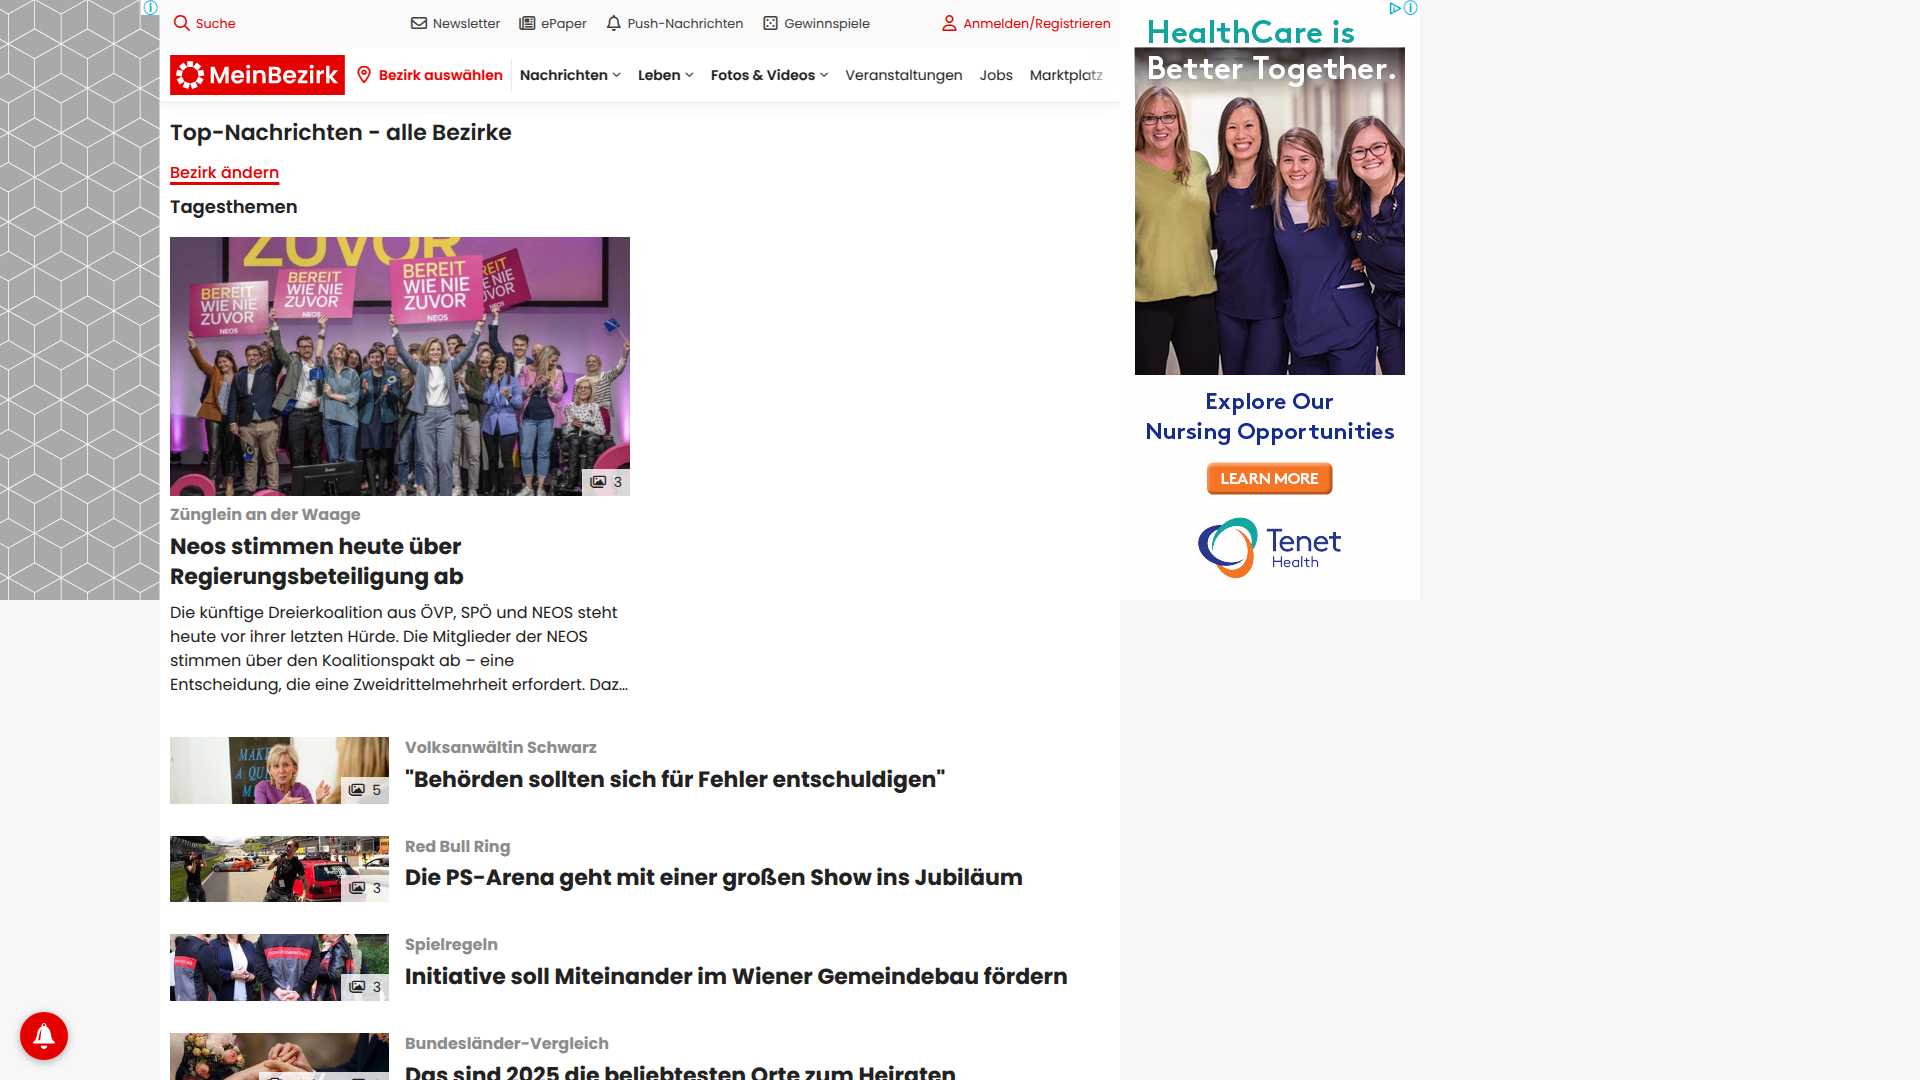 Suche
Newsletter
ePaper
Push-Nachrichten
Gewinnspiele
Anmelden/Registrieren
MeinBezirk
Bezirk auswählen
Nachrichten
Leben
Fotos & Videos
Veranstaltungen
Jobs
Marktplatz
Top-Nachrichten - alle Bezirke
Bezirk ändern
Tagesthemen
ZUVOR
BEREIT
WIE NIE
ZUVOR
NEOS
BEREIT
WIE NIE
ZUVOR
NEOS
BEREIT
WIE NIE
ZUVOR
NEOS
3
Zünglein an der Waage
Neos stimmen heute über
Regierungsbeteiligung ab
Die künftige Dreierkoalition aus ÖVP, SPÖ und NEOS steht
heute vor ihrer letzten Hürde. Die Mitglieder der NEOS
stimmen über den Koalitionspakt ab – eine
Entscheidung, die eine Zweidrittelmehrheit erfordert. Daz...
5
Volksanwältin Schwarz
"Behörden sollten sich für Fehler entschuldigen"
3
Red Bull Ring
Die PS-Arena geht mit einer großen Show ins Jubiläum
3
Spielregeln
Initiative soll Miteinander im Wiener Gemeindebau fördern
Bundesländer-Vergleich
Das sind 2025 die beliebtesten Orte zum Heiraten
HealthCare is
Better Together.
Explore Our
Nursing Opportunities
LEARN MORE
Tenet
Health